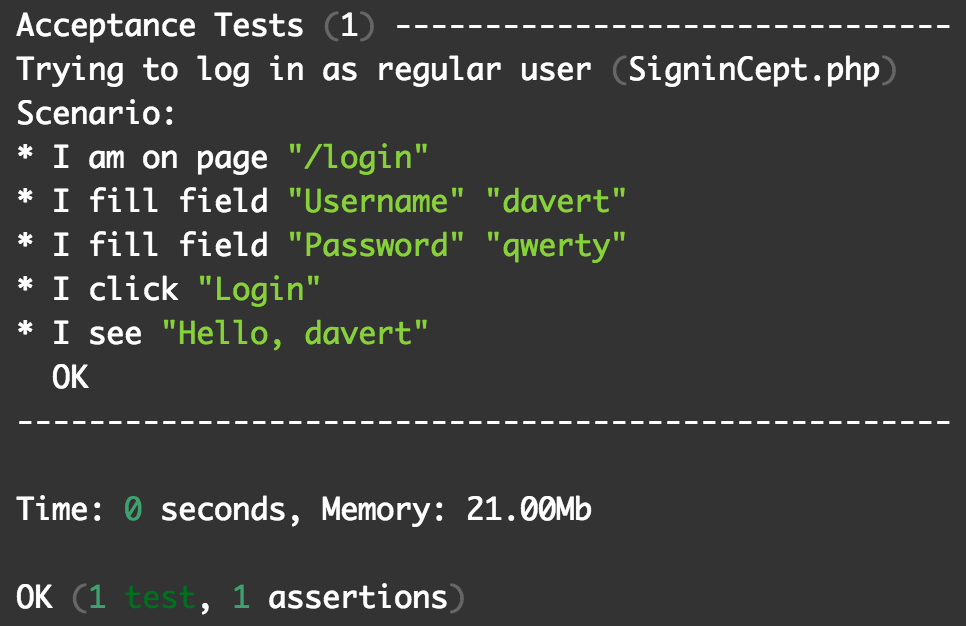 Acceptance Tests (1) -------------------------------
Trying to log in as regular user (SigninCept.php)
Scenario:
* I am on page "/login"
* I fill field "Username" "davert"
* I fill field "Password" "qwerty"
* I click "Login"
* I see "Hello, davert"
OK
----------------------------------------------------
Time: 0 seconds, Memory: 21.00Mb
OK (1 test, 1 assertions)